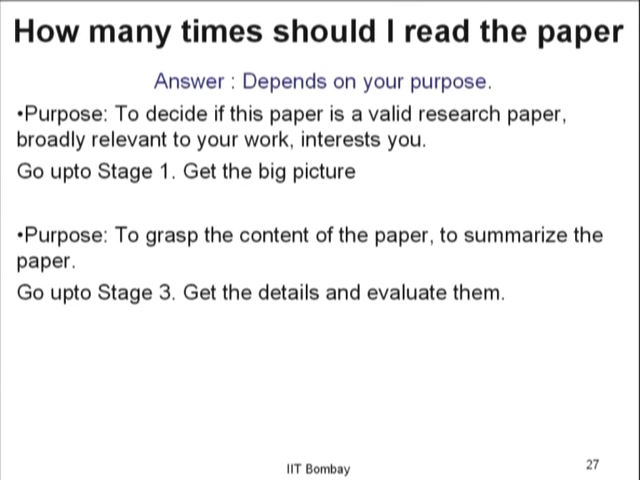 How many times should I read the paper
Answer : Depends on your purpose.
•Purpose: To decide if this paper is a valid research paper,
broadly relevant to your work, interests you.
Go upto Stage 1. Get the big picture
•Purpose: To grasp the content of the paper, to summarize the
paper.
Go upto Stage 3. Get the details and evaluate them.
IIT Bombay
27